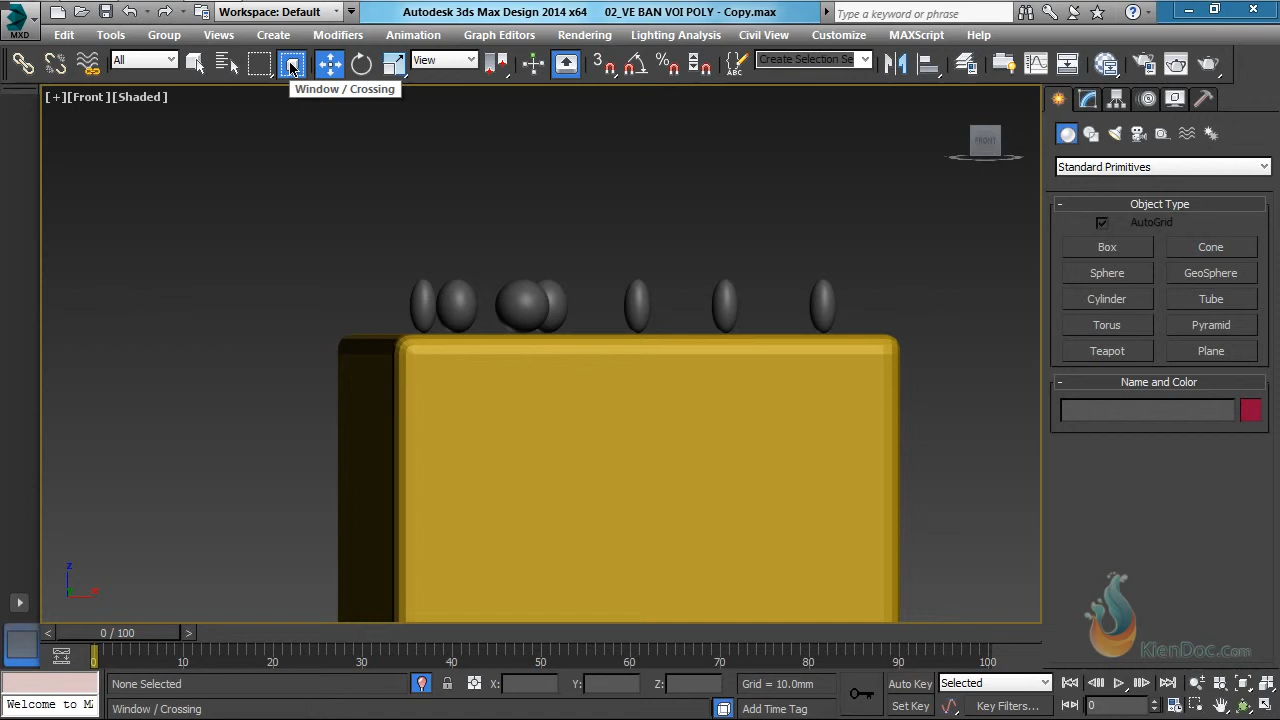 MXD
Workspace: Default
Autodesk 3ds Max Design 2014 x64
02_VE BAN VOI POLY - Copy.max
Type a keyword or phrase
Edit Tools Group Views Create Modifiers Animation Graph Editors Rendering Lighting Analysis Civil View Customize MAXScript Help
All
View
3
Create Selection Se
ABC
Window / Crossing
[+][Front][Shaded]
FRONT
Standard Primitives
- Object Type
AutoGrid
Box Cone
Sphere GeoSphere
Cylinder Tube
Torus Pyramid
Teapot Plane
- Name and Color
z
KienDoc.Com
< 0 / 100 >
0 10 20 30 40 50 60 70 80 90 100
None Selected
X: Y: Z:
Grid = 10.0mm
Auto Key
Selected
Welcome to M
Window / Crossing
Add Time Tag
Set Key
Key Filters...
0